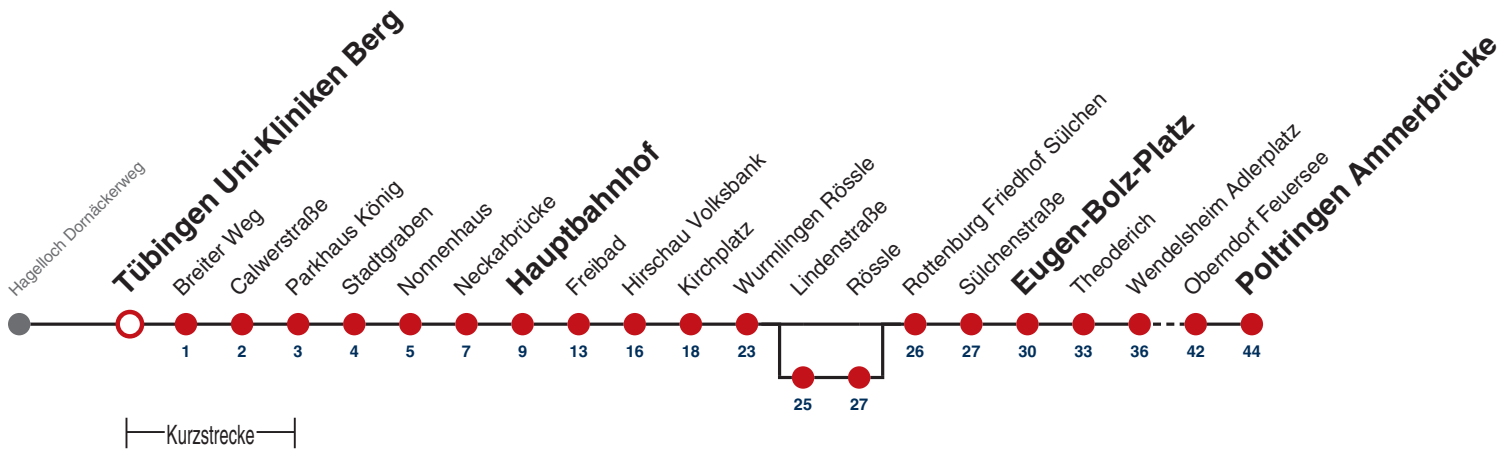 Hagelloch Dornäckerweg
Tübingen Uni-Kliniken Berg
Breiter Weg
Calwerstraße
Parkhaus König
Stadtgraben
Nonnenhaus
Neckarbrücke
Hauptbahnhof
Freibad
Hirschau Volksbank
Kirchplatz
Wurmlingen Rössle
Lindenstraße
Rössle
Rottenburg Friedhof Sülchen
Sülchenstraße
Eugen-Bolz-Platz
Theoderich
Wendelsheim Adlerplatz
Oberndorf Feuersee
Poltringen Ammerbrücke
1 2 3 4 5 7 9 13 16 18 23 26 27 30 33 36 42 44
25 27
Kurzstrecke